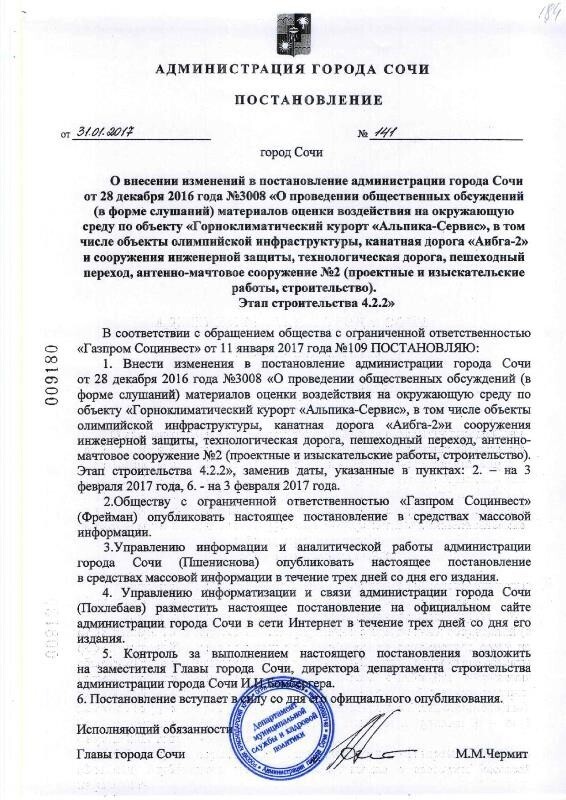 184
АДМИНИСТРАЦИЯ ГОРОДА СОЧИ
ПОСТАНОВЛЕНИЕ
от 31.01.2017 № 141
город Сочи
О внесении изменений в постановление администрации города Сочи
от 28 декабря 2016 года №3008 «О проведении общественных обсуждений
(в форме слушаний) материалов оценки воздействия на окружающую
среду по объекту «Горноклиматический курорт «Альпика-Сервис», в том
числе объекты олимпийской инфраструктуры, канатная дорога «Аибга-2»
и сооружения инженерной защиты, технологическая дорога, пешеходный
переход, антенно-мачтовое сооружение №2 (проектные и изыскательские
работы, строительство).
Этап строительства 4.2.2»
В соответствии с обращением общества с ограниченной ответственностью
«Газпром Социнвест» от 11 января 2017 года №109 ПОСТАНОВЛЯЮ:
1. Внести изменения в постановление администрации города Сочи
от 28 декабря 2016 года №3008 «О проведении общественных обсуждений (в
форме слушаний) материалов оценки воздействия на окружающую среду по
объекту «Горноклиматический курорт «Альпика-Сервис», в том числе объекты
олимпийской инфраструктуры, канатная дорога «Аибга-2»и сооружения
инженерной защиты, технологическая дорога, пешеходный переход, антенно-
мачтовое сооружение №2 (проектные и изыскательские работы, строительство).
Этап строительства 4.2.2», заменив даты, указанные в пунктах: 2. – на 3
февраля 2017 года, 6. - на 3 февраля 2017 года.
2.Обществу с ограниченной ответственностью «Газпром Социнвест»
(Фрейман) опубликовать настоящее постановление в средствах массовой
информации.
3.Управлению информации и аналитической работы администрации
города Сочи (Пшениснова) опубликовать настоящее постановление
в средствах массовой информации в течение трех дней со дня его издания.
4. Управлению информатизации и связи администрации города Сочи
(Похлебаев) разместить настоящее постановление на официальном сайте
администрации города Сочи в сети Интернет в течение трех дней со дня его
издания.
5. Контроль за выполнением настоящего постановления возложить
на заместителя Главы города Сочи, директора департамента строительства
администрации города Сочи И.И.Бомбергера.
6. Постановление вступает в силу со дня его официального опубликования.
Исполняющий обязанности
Главы города Сочи М.М.Чермит
009180
Департамент
муниципальной
службы и кадровой
политики